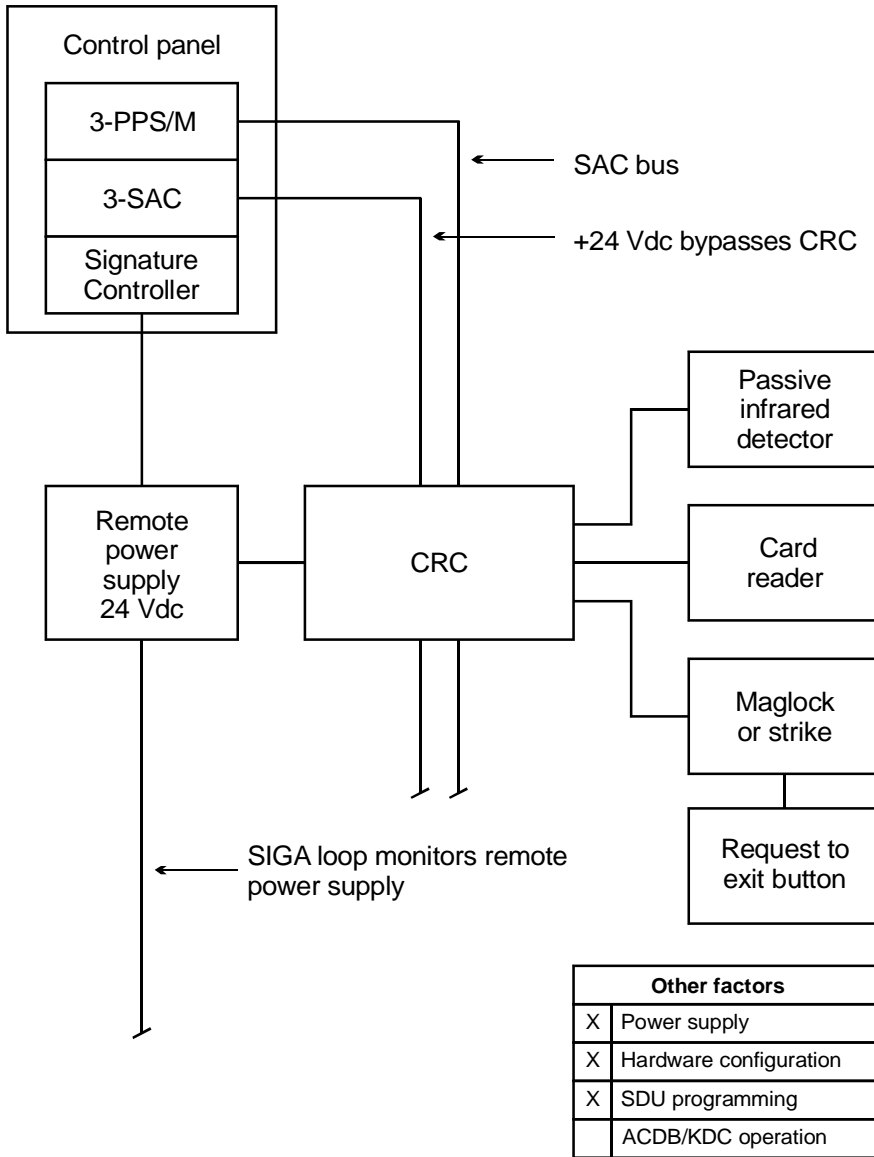 Control panel
3-PPS/M
3-SAC
Signature
Controller
SAC bus
+24 Vdc bypasses CRC
Passive
infrared
detector
Remote
power
supply
24 Vdc
CRC
Card
reader
Maglock
or strike
Request to
exit button
SIGA loop monitors remote
power supply
Other factors
X Power supply
X Hardware configuration
X SDU programming
ACDB/KDC operation